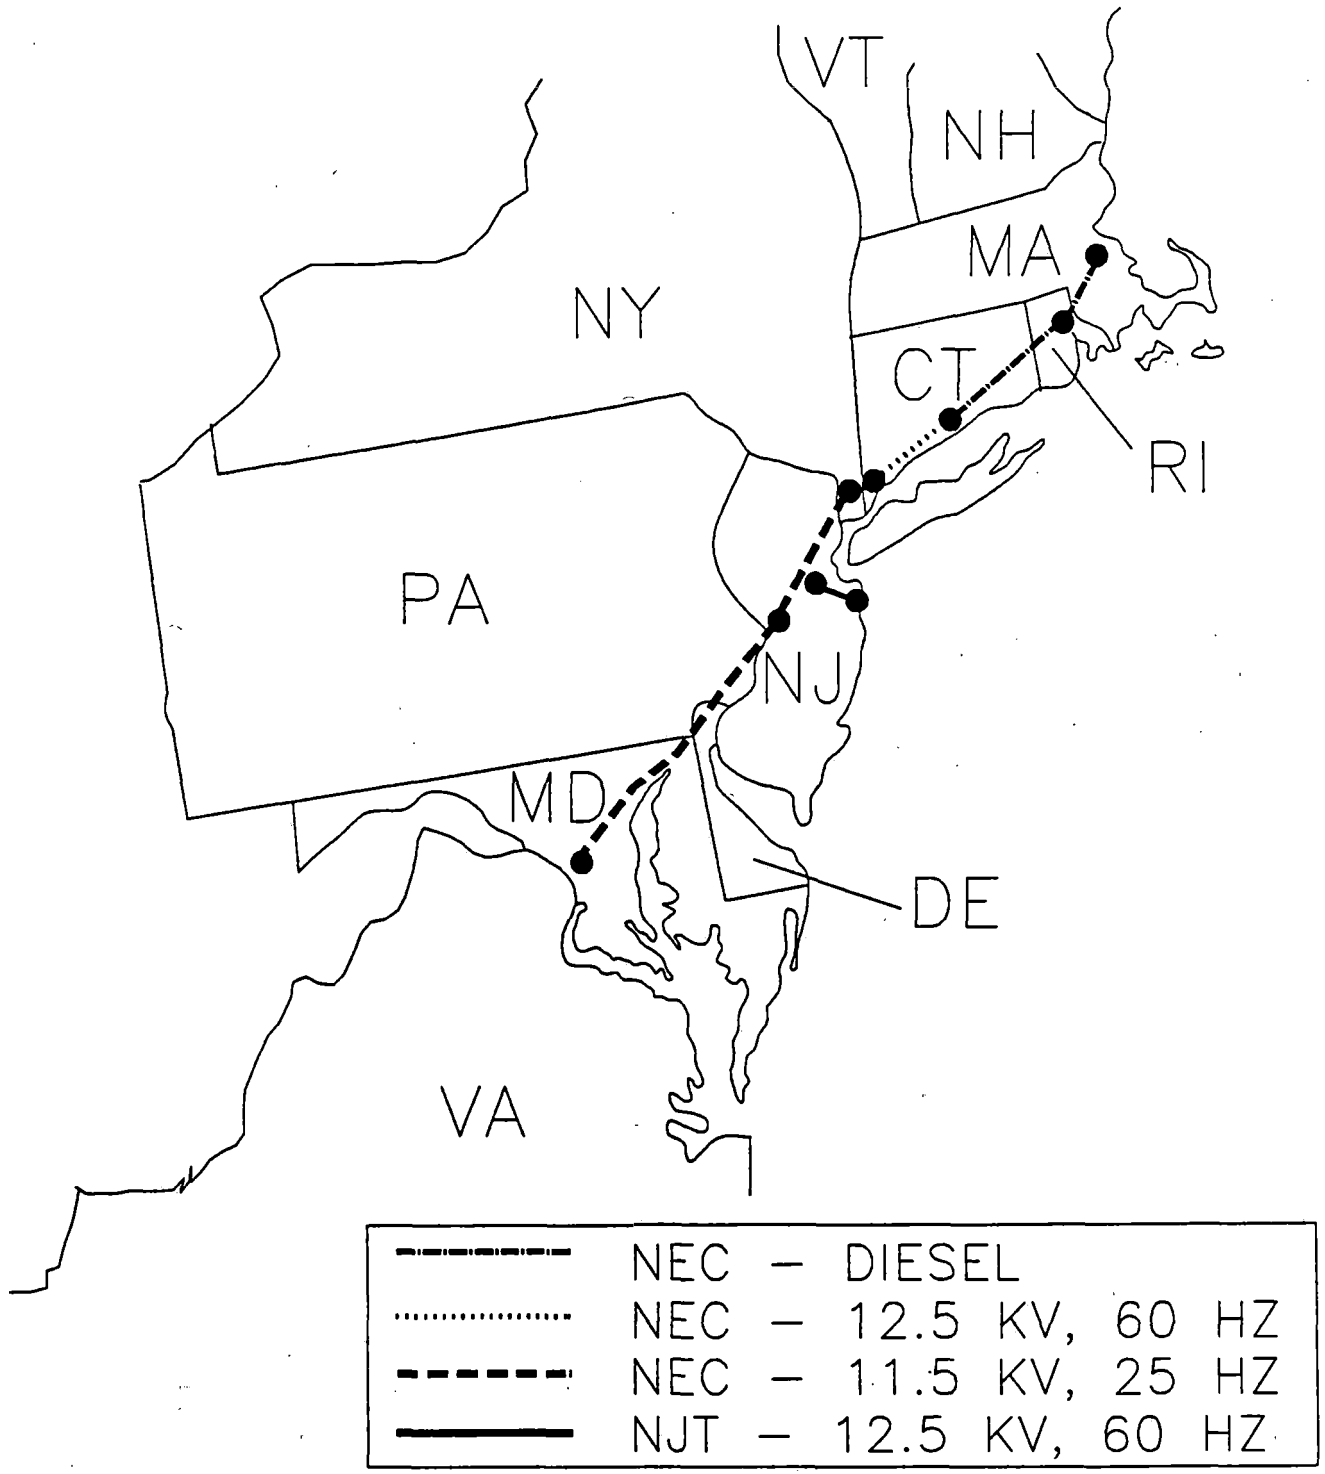 VT
NH
MA
NY
CT
RI
PA
NJ
MD
DE
VA
NEC - DIESEL
NEC - 12.5 KV, 60 HZ
NEC - 11.5 KV, 25 HZ
NJT - 12.5 KV, 60 HZ